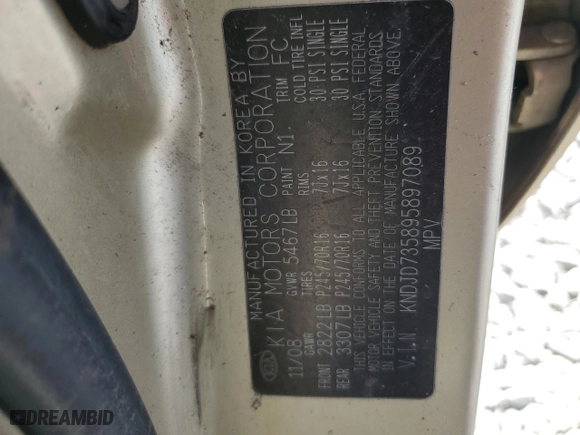 MANUFACTURED IN KOREA BY
KIA MOTORS CORPORATION
11/08 GVWR 5467LB PAINT N1. TRIM FC
GAWR TIRES RIMS COLD TIRE INFL
FRONT 2822LB P245/70R16 7Jx16 30 PSI SINGLE
REAR 3307LB P245/70R16 7Jx16 30 PSI SINGLE
THIS VEHICLE CONFORMS TO ALL APPLICABLE U.S.A. FEDERAL
MOTOR VEHICLE SAFETY AND THEFT PREVENTION STANDARDS
IN EFFECT ON THE DATE OF MANUFACTURE SHOWN ABOVE.
V.I.N KNDJD735895897089
MPV
KIA
DREAMBID